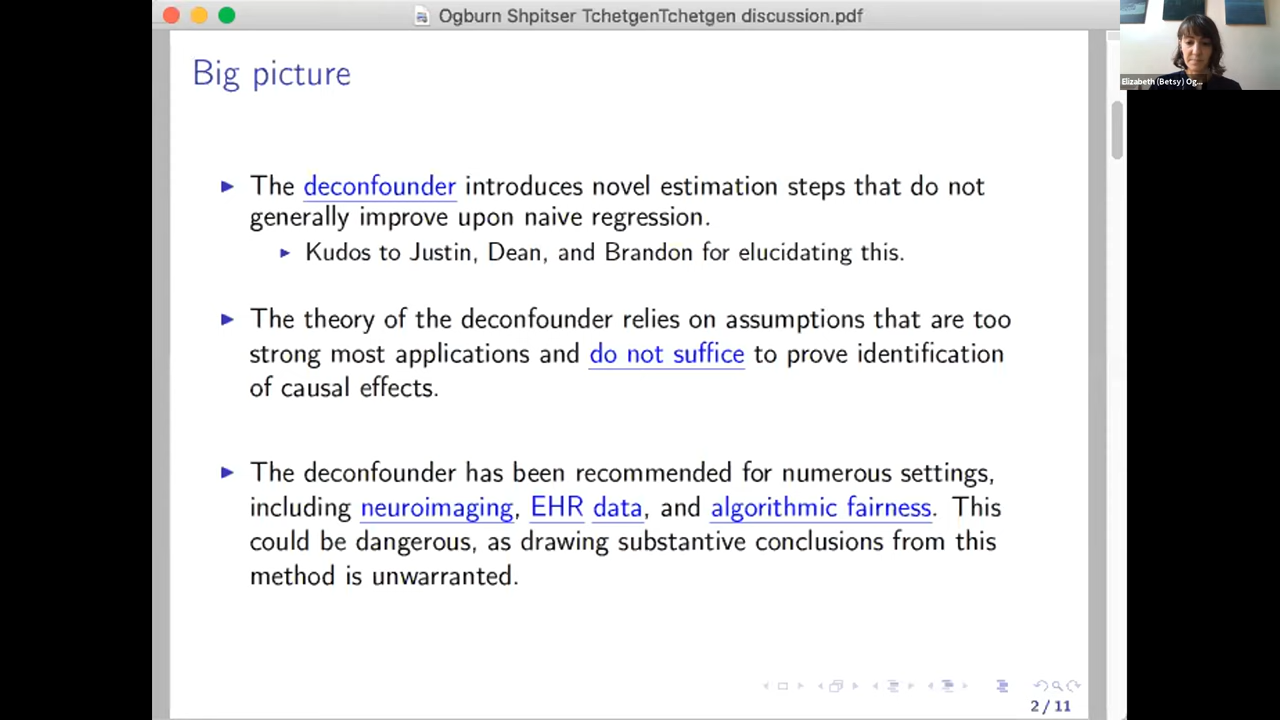 Ogburn Shpitser TchetgenTchetgen discussion.pdf
Elizabeth (Betsy) Og...
Big picture
The deconfounder introduces novel estimation steps that do not
generally improve upon naive regression.
Kudos to Justin, Dean, and Brandon for elucidating this.
The theory of the deconfounder relies on assumptions that are too
strong most applications and do not suffice to prove identification
of causal effects.
The deconfounder has been recommended for numerous settings,
including neuroimaging, EHR data, and algorithmic fairness. This
could be dangerous, as drawing substantive conclusions from this
method is unwarranted.
2 / 11